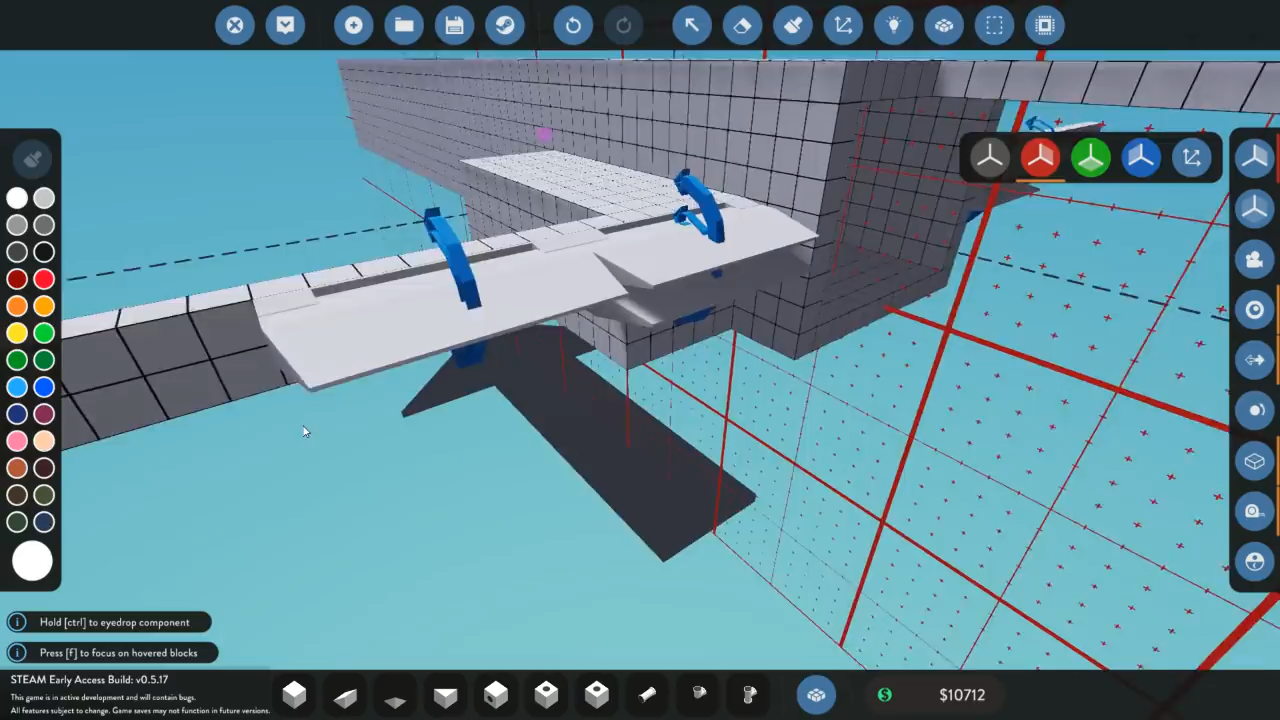 Hold [ctrl] to eyedrop component
Press [f] to focus on hovered blocks
STEAM Early Access Build: v0.5.17
This game is in active development and will contain bugs.
All features subject to change. Game saves may not function in future versions.
$10712